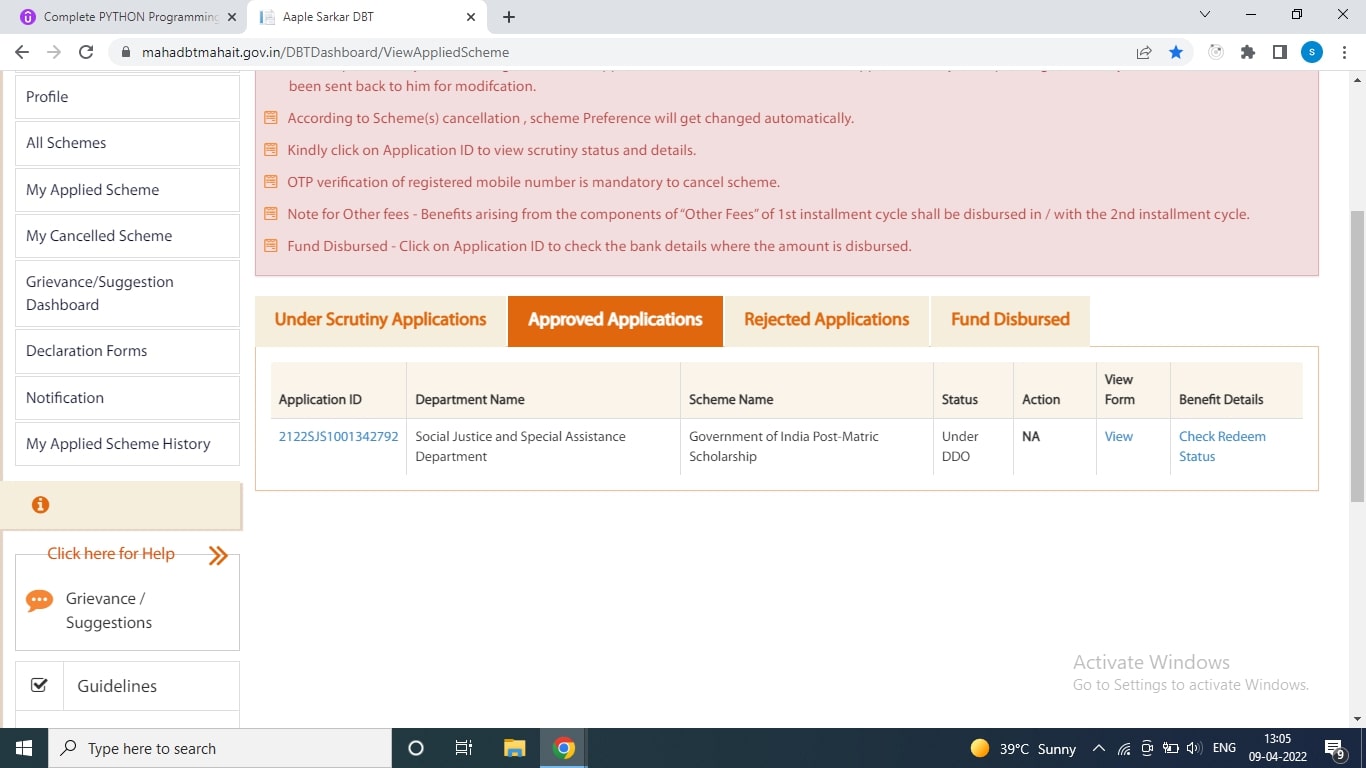 Complete PYTHON Programming
Aaple Sarkar DBT
mahadbtmahait.gov.in/DBTDashboard/ViewAppliedScheme
s
Profile
All Schemes
My Applied Scheme
My Cancelled Scheme
Grievance/Suggestion
Dashboard
Declaration Forms
Notification
My Applied Scheme History
Click here for Help
Grievance /
Suggestions
Guidelines
been sent back to him for modifcation.
According to Scheme(s) cancellation , scheme Preference will get changed automatically.
Kindly click on Application ID to view scrutiny status and details.
OTP verification of registered mobile number is mandatory to cancel scheme.
Note for Other fees - Benefits arising from the components of "Other Fees" of 1st installment cycle shall be disbursed in / with the 2nd installment cycle.
Fund Disbursed - Click on Application ID to check the bank details where the amount is disbursed.
Under Scrutiny Applications Approved Applications Rejected Applications Fund Disbursed
Application ID Department Name Scheme Name Status Action View Form Benefit Details
2122SJS1001342792 Social Justice and Special Assistance Government of India Post-Matric Under NA View Check Redeem
Department Scholarship DDO Status
Activate Windows
Go to Settings to activate Windows.
Type here to search
39°C Sunny
ENG
13:05
09-04-2022
9